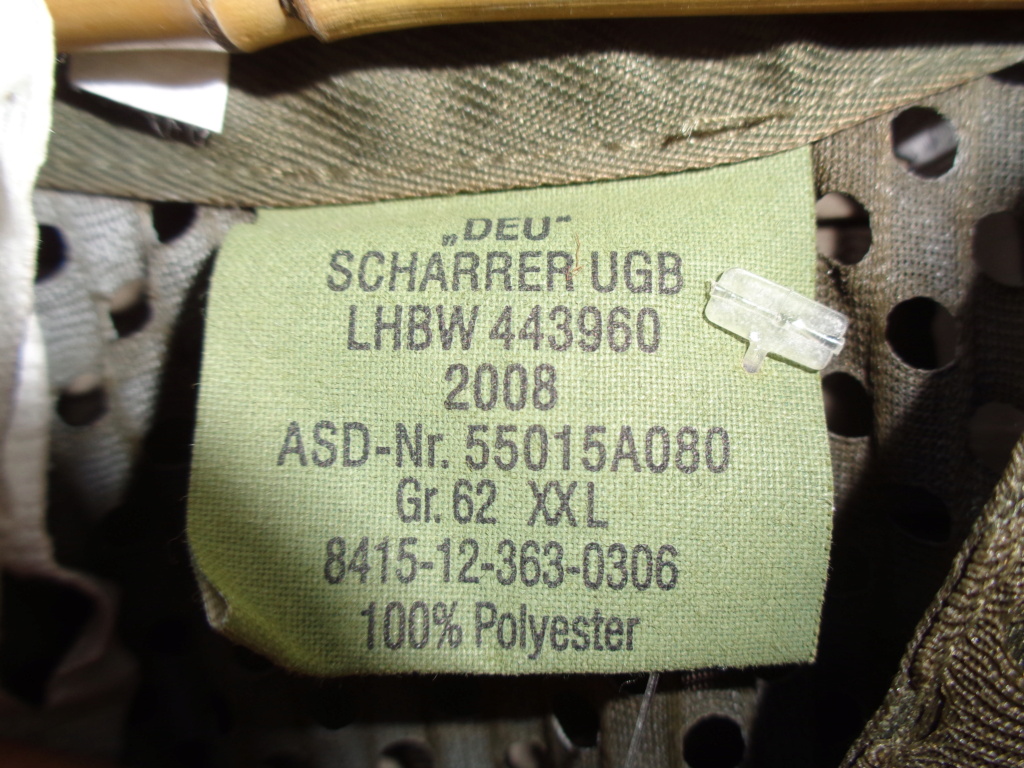 „DEU“
SCHARRER UGB
LHBW 443960
2008
ASD-Nr. 55015A080
Gr. 62 XXL
8415-12-363-0306
100% Polyester